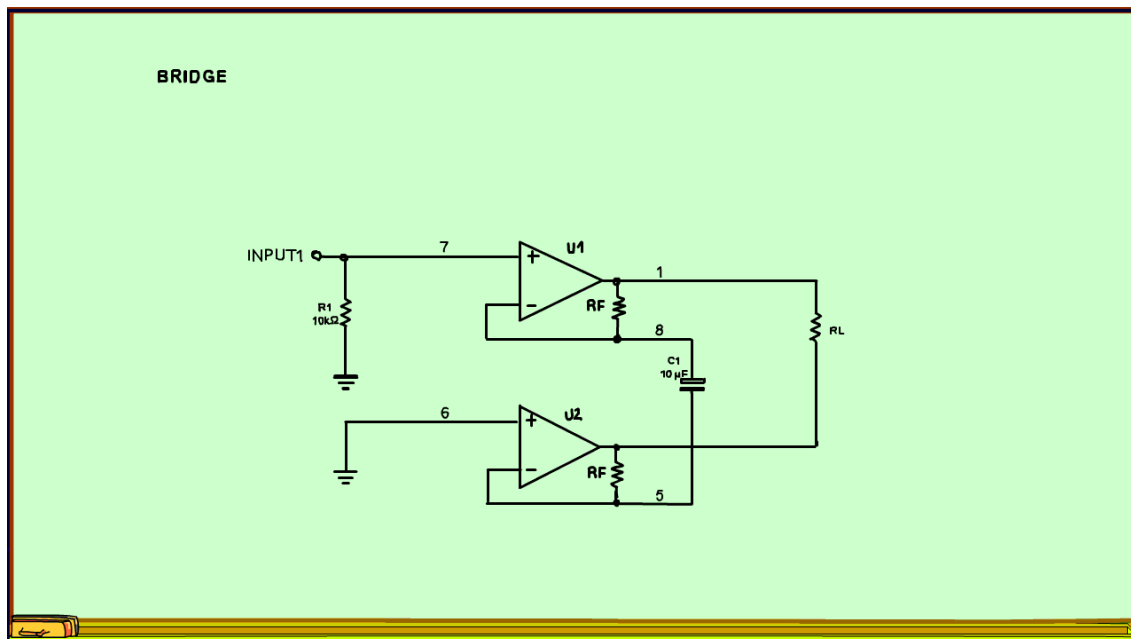 BRIDGE
U1
7
INPUT1
+
1
R1
10kΩ
−
RF
8
RL
C1
10 µF
6
U2
+
−
RF
5